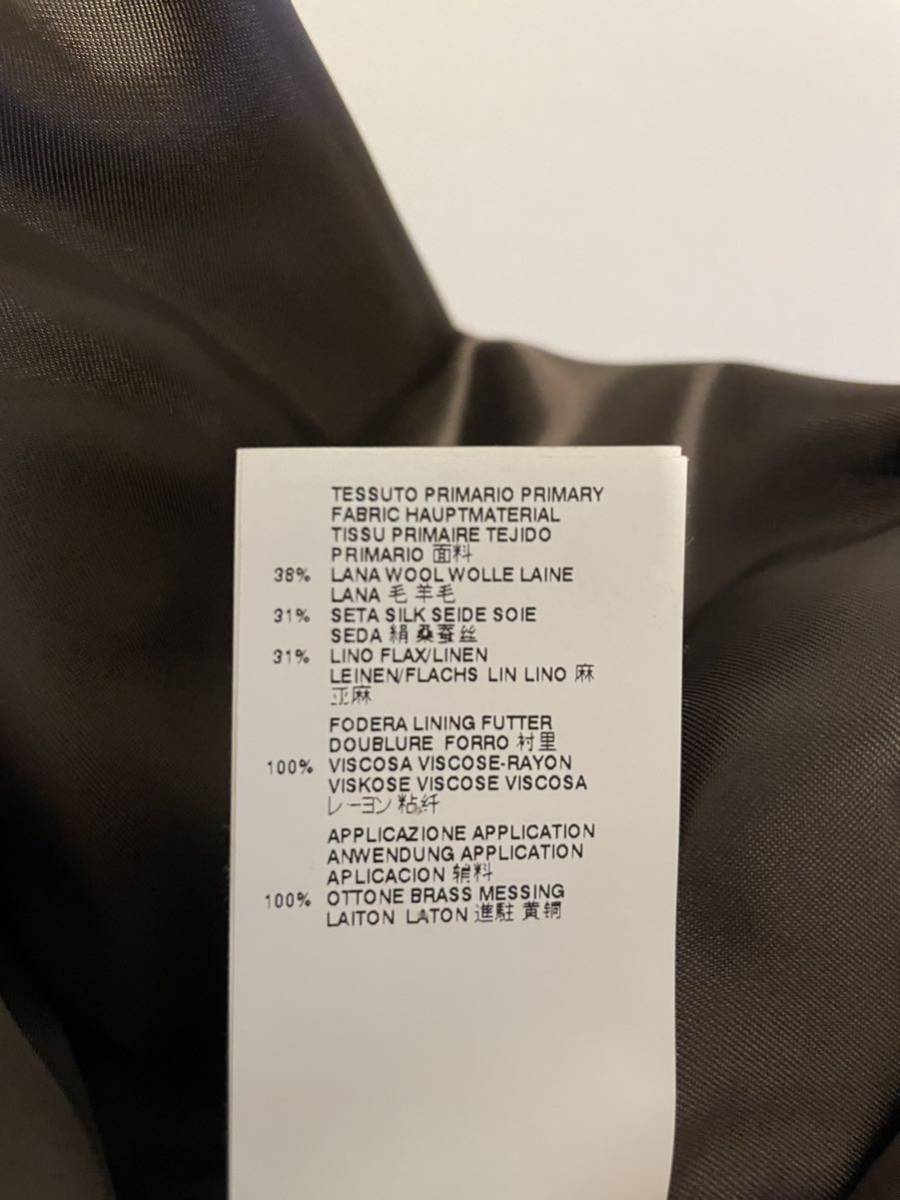 TESSUTO PRIMARIO PRIMARY
FABRIC HAUPTMATERIAL
TISSU PRIMAIRE TEJIDO
PRIMARIO 面料
38% LANA WOOL WOLLE LAINE
LANA 毛 羊毛
31% SETA SILK SEIDE SOIE
SEDA 絹 桑蚕丝
31% LINO FLAX/LINEN
LEINEN/FLACHS LIN LINO 麻
亚麻
FODERA LINING FUTTER
DOUBLURE FORRO 衬里
100% VISCOSA VISCOSE-RAYON
VISKOSE VISCOSE VISCOSA
レーヨン 粘纤
APPLICAZIONE APPLICATION
ANWENDUNG APPLICATION
APLICACION 辅料
100% OTTONE BRASS MESSING
LAITON LATON 進駐 黄铜